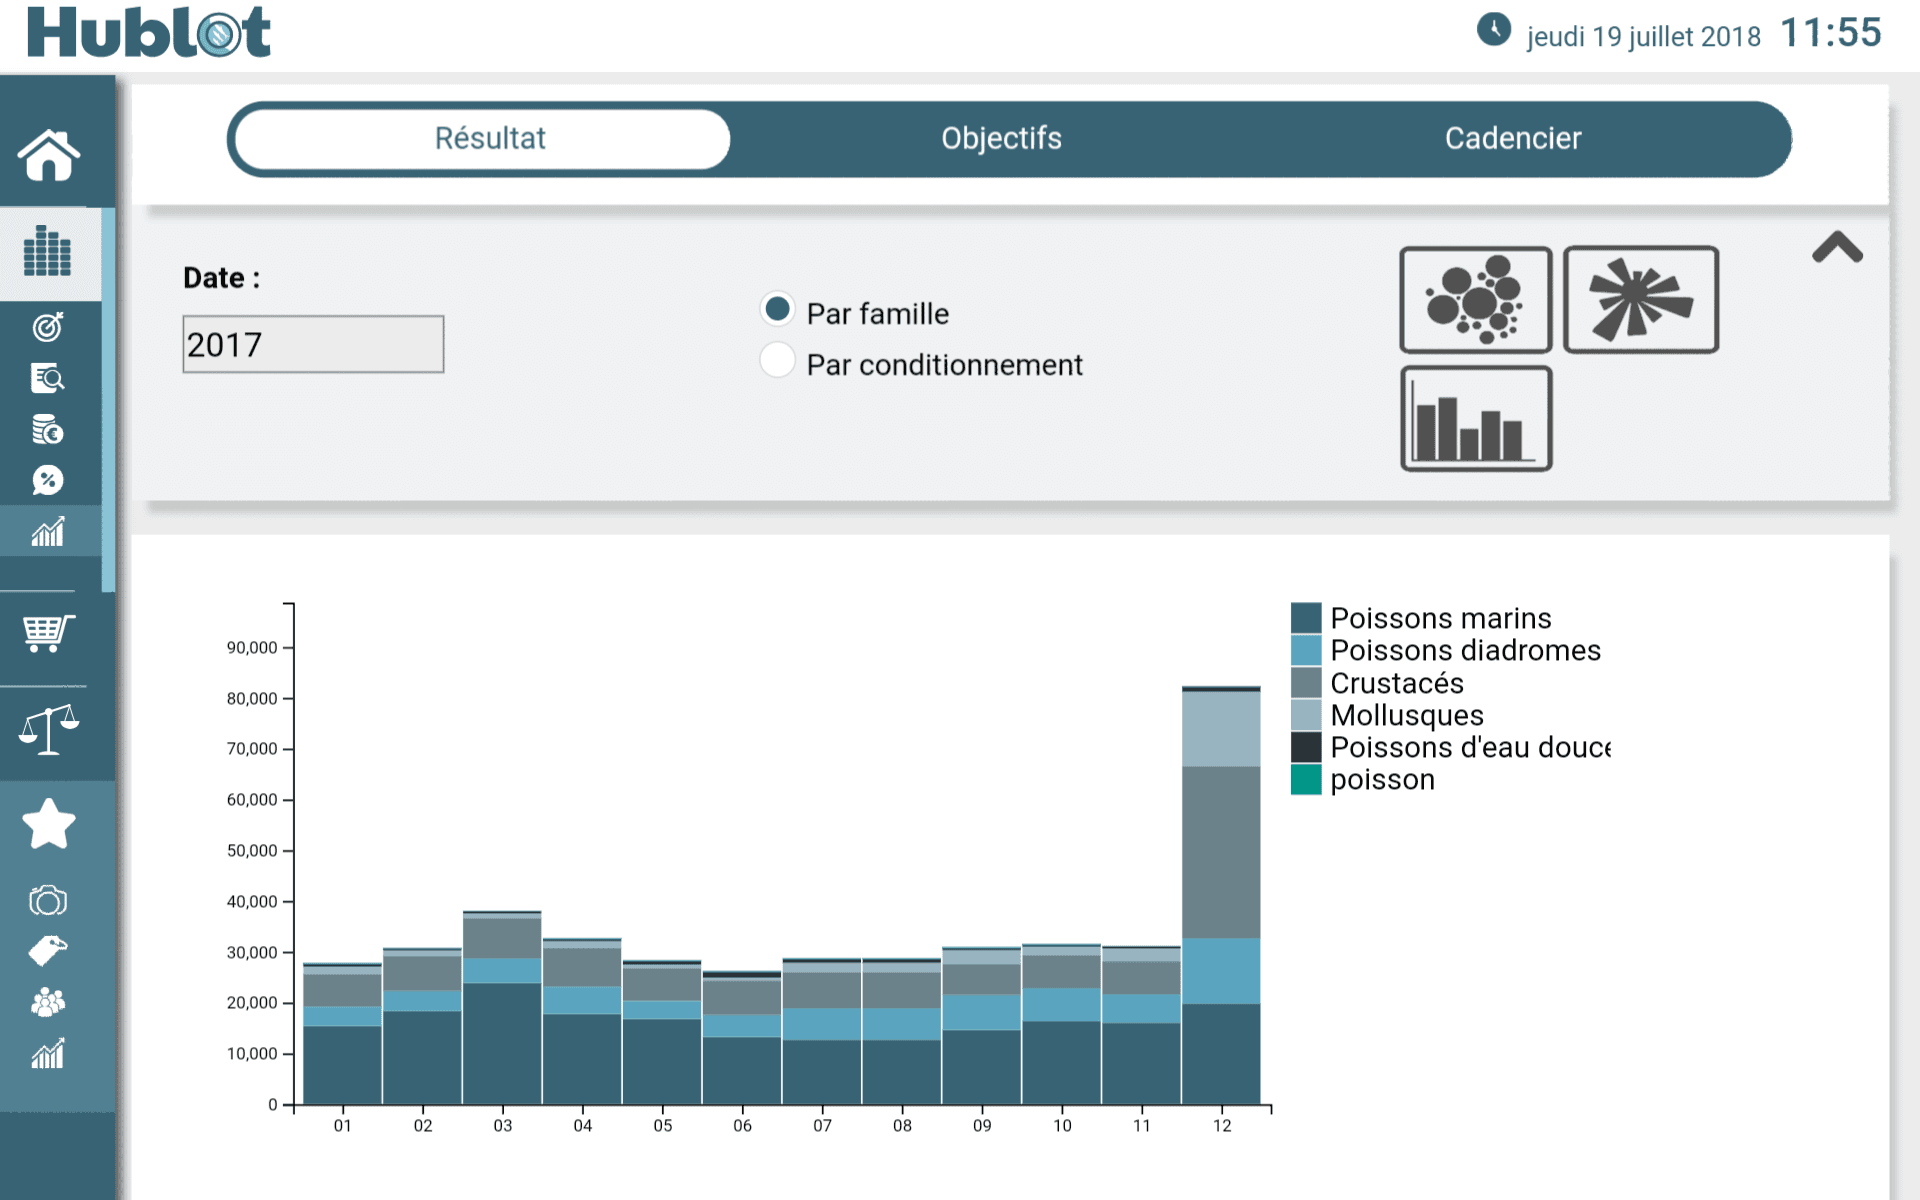 Hublot
jeudi 19 juillet 2018 11:55
Résultat
Objectifs
Cadencier
Date :
2017
Par famille
Par conditionnement
90,000
80,000
70,000
60,000
50,000
40,000
30,000
20,000
10,000
0
01 02 03 04 05 06 07 08 09 10 11 12
Poissons marins
Poissons diadromes
Crustacés
Mollusques
Poissons d'eau douce
poisson